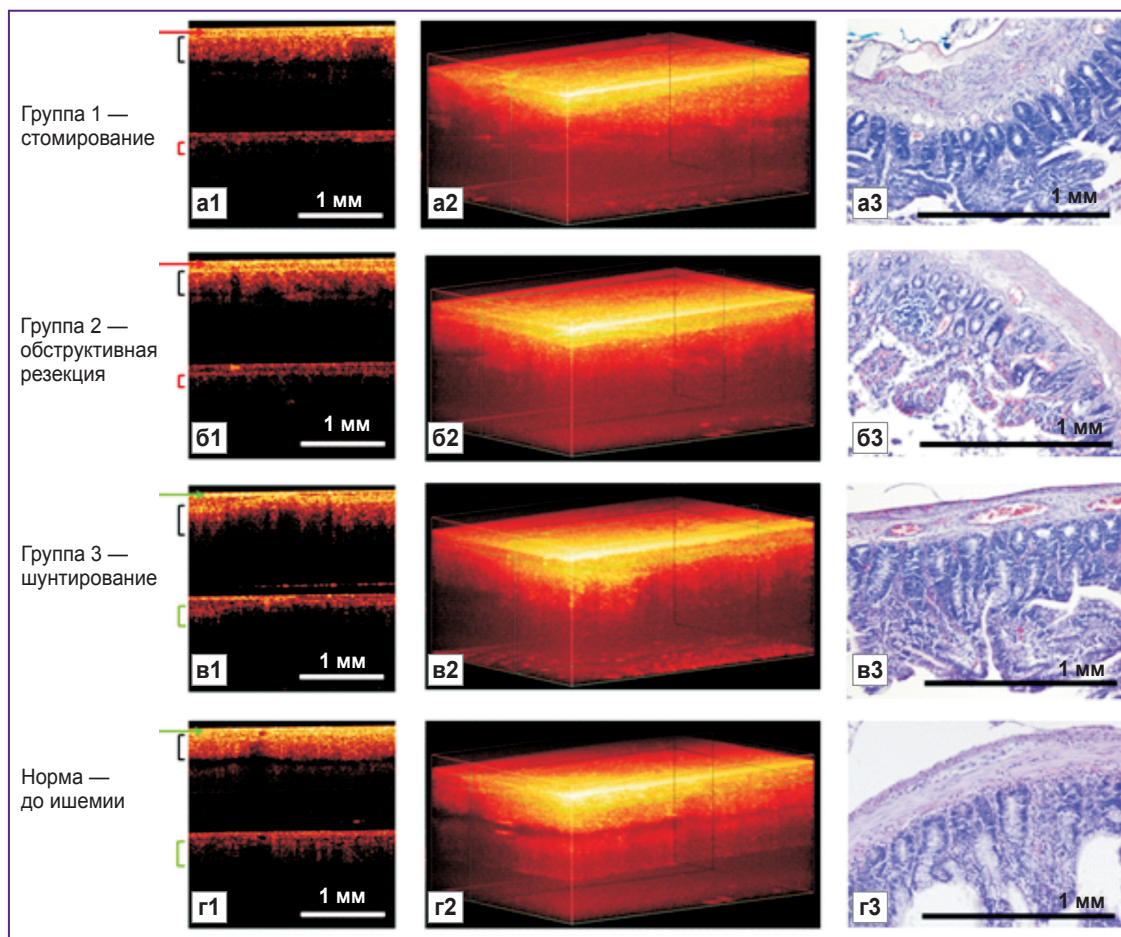 Группа 1 —
стомирование
1 мм
а1
а2
1 мм
а3
Группа 2 —
обструктивная
резекция
1 мм
б1
б2
1 мм
б3
Группа 3 —
шунтирование
1 мм
в1
в2
1 мм
в3
Норма —
до ишемии
1 мм
г1
г2
1 мм
г3